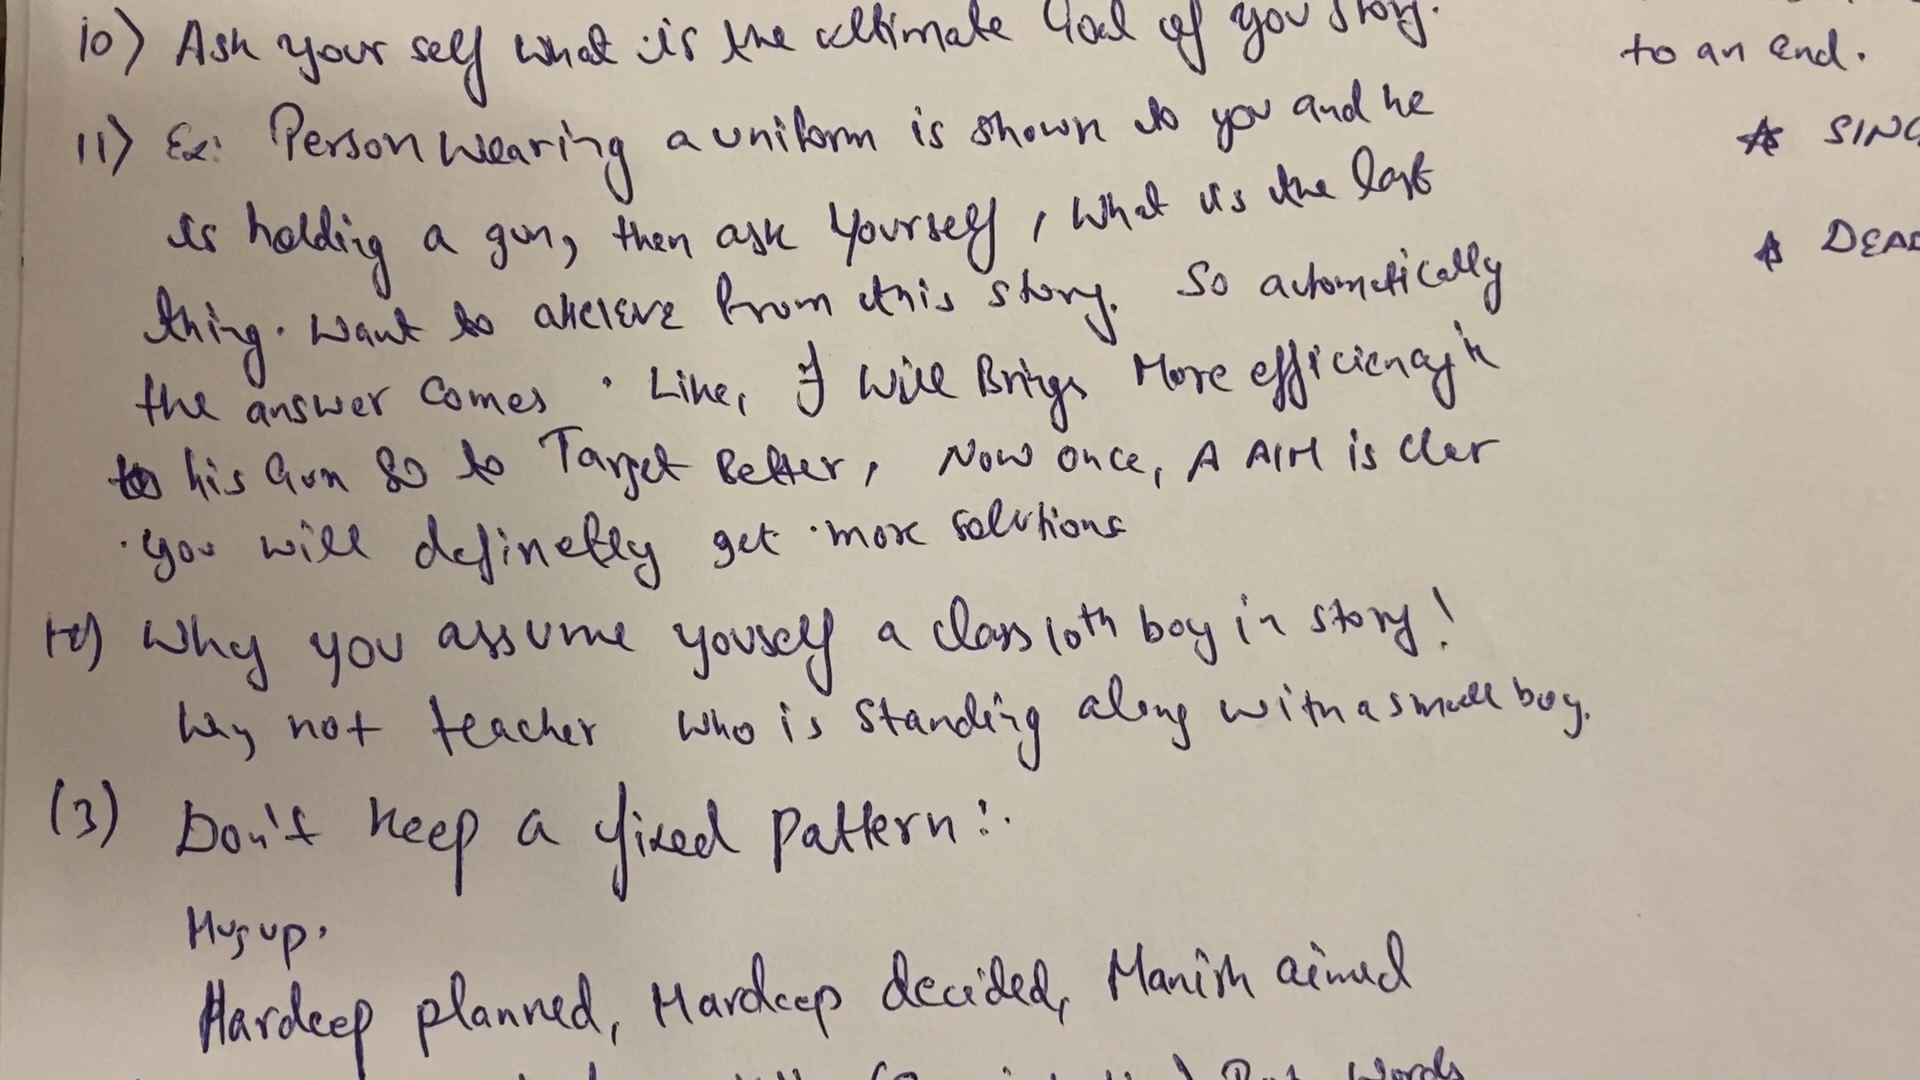 10) Ask your self what is the ultimate Goal of you story.
11) Ex: Person wearing a uniform is shown to you and he
is holding a gun, then ask yourself, what is the last
thing. want to from this story. So automatically
the answer comes. Like, I will Brings More efficiency in
his Gun so to Target Better, Now once, A AIM is cler
you will definetly get more solutions
Why you assume youself a class 10th boy in story!
why not teacher who is standing along with a small boy.
(3) Don't keep a fixed pattern:.
Hardeep planned, Hardeep decided, Manish aimed
Words
to an end.
* SING
* DEAD